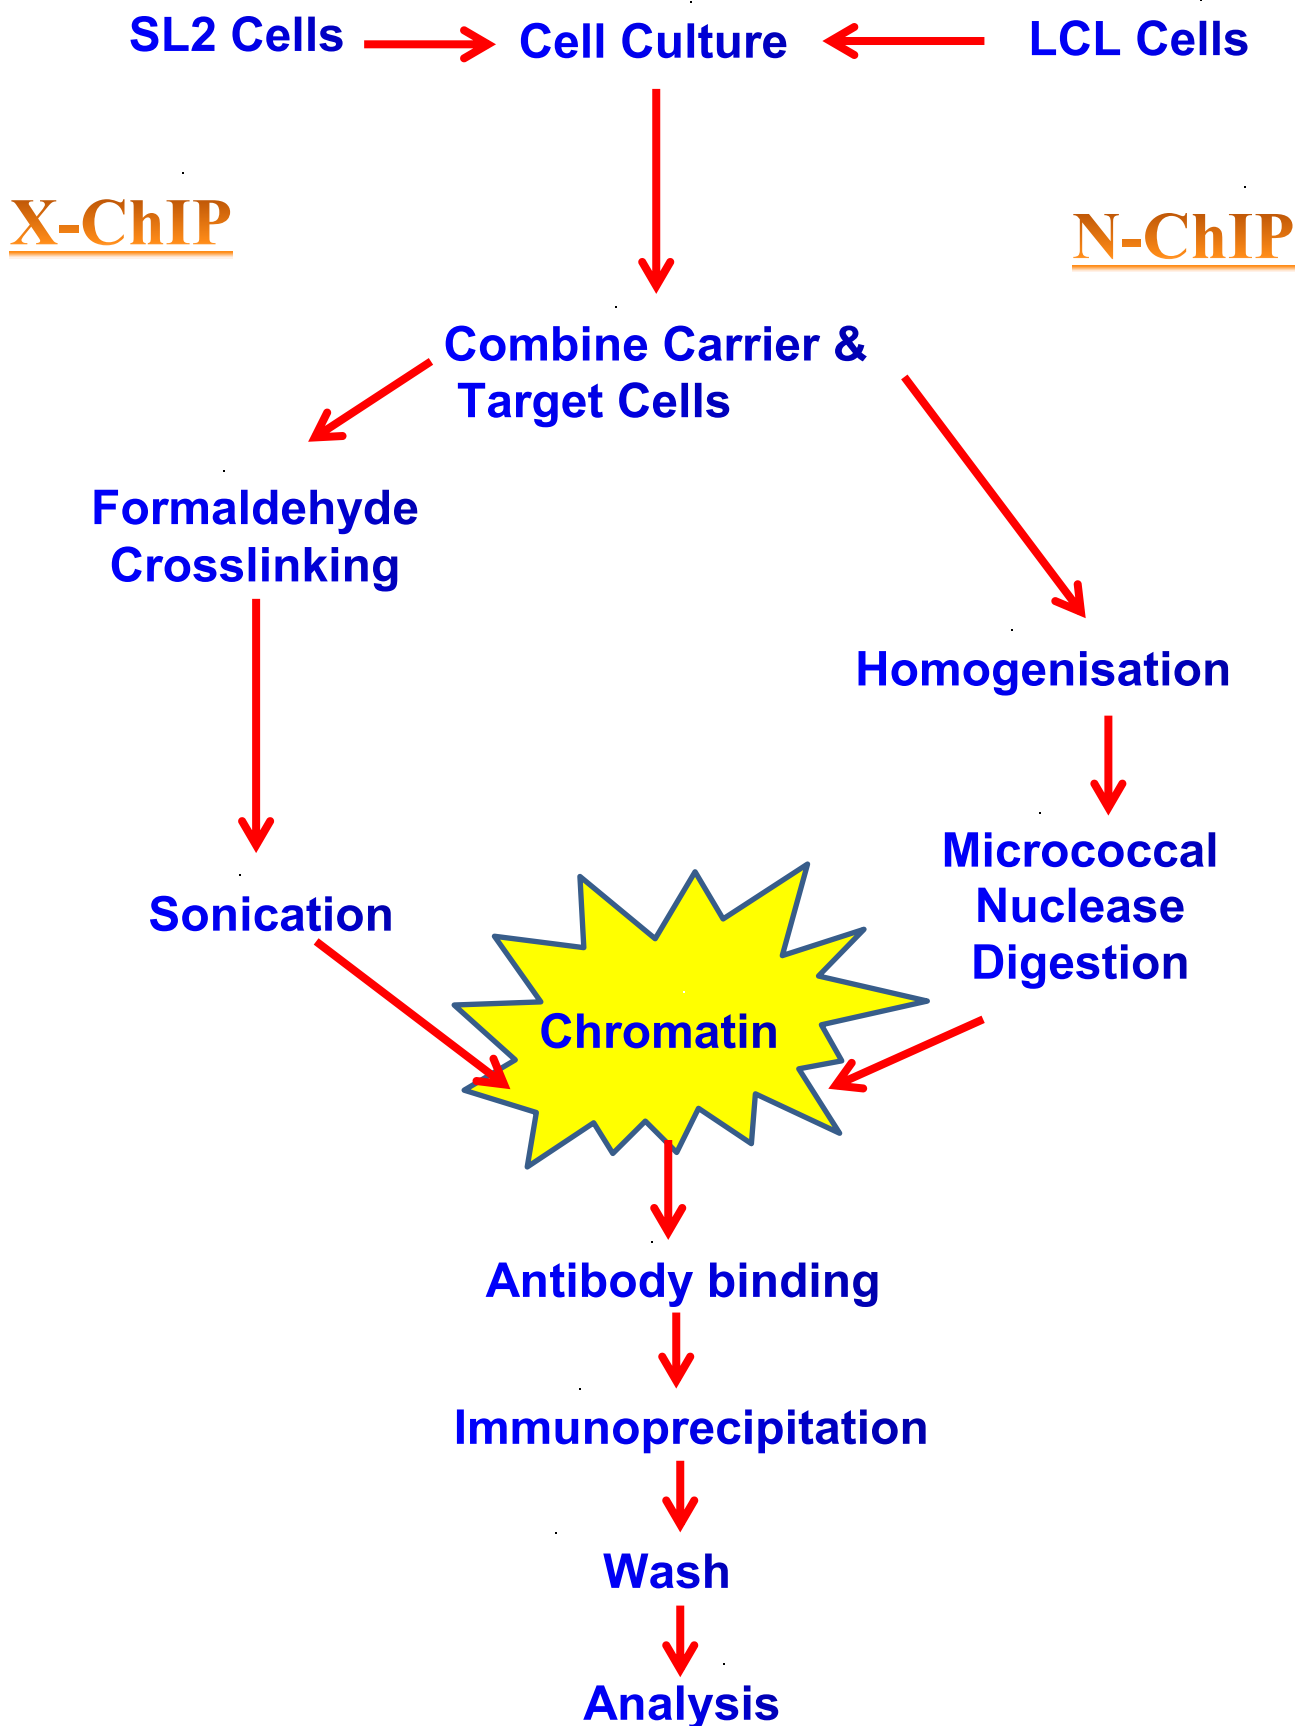 SL2 Cells
Cell Culture
LCL Cells
X-ChIP
N-ChIP
Combine Carrier &
Target Cells
Formaldehyde
Crosslinking
Homogenisation
Micrococcal
Nuclease
Digestion
Sonication
Chromatin
Antibody binding
Immunoprecipitation
Wash
Analysis